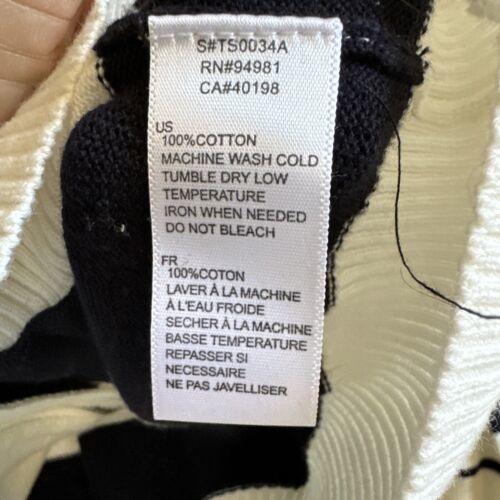 S#TS0034A
RN#94981
CA#40198
US
100%COTTON
MACHINE WASH COLD
TUMBLE DRY LOW
TEMPERATURE
IRON WHEN NEEDED
DO NOT BLEACH
FR
100%COTON
LAVER À LA MACHINE
À L'EAU FROIDE
SECHER À LA MACHINE
BASSE TEMPERATURE
REPASSER SI
NECESSAIRE
NE PAS JAVELLISER